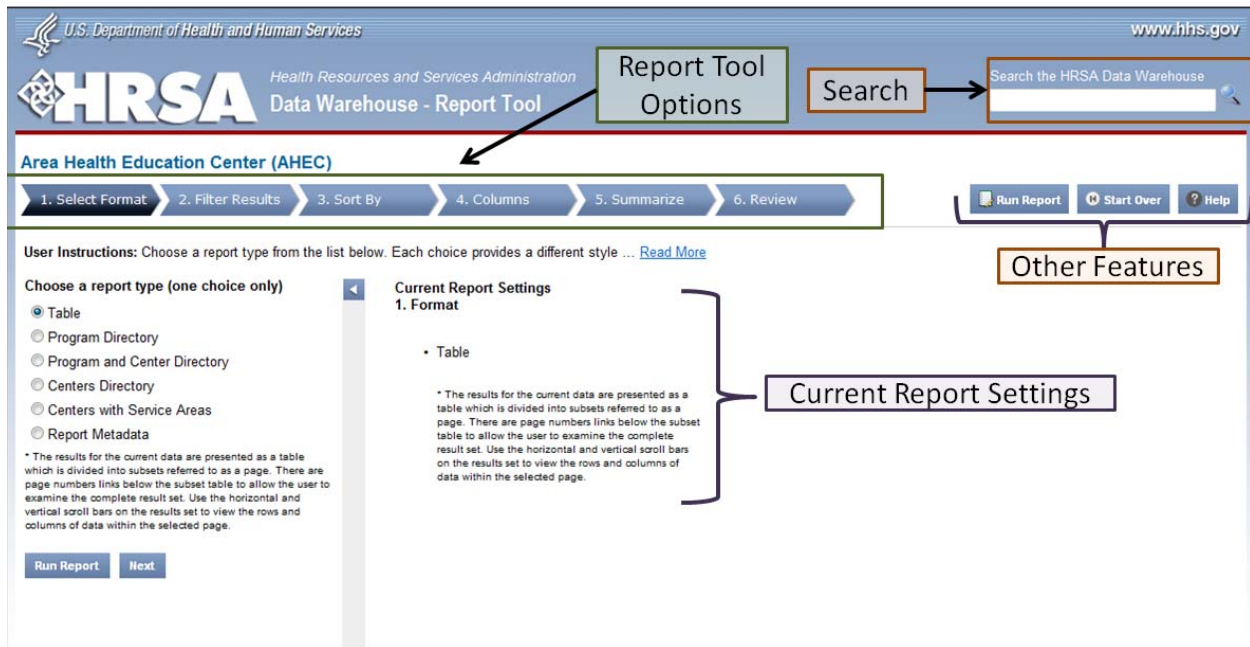 U.S. Department of Health and Human Services
www.hhs.gov
HRSA
Health Resources and Services Administration
Data Warehouse - Report Tool
Report Tool
Options
Search
Search the HRSA Data Warehouse
Area Health Education Center (AHEC)
1. Select Format
2. Filter Results
3. Sort By
4. Columns
5. Summarize
6. Review
Run Report
Start Over
Help
Other Features
User Instructions: Choose a report type from the list below. Each choice provides a different style ... Read More
Choose a report type (one choice only)
Table
Program Directory
Program and Center Directory
Centers Directory
Centers with Service Areas
Report Metadata
* The results for the current data are presented as a table
which is divided into subsets referred to as a page. There are
page numbers links below the subset table to allow the user to
examine the complete result set. Use the horizontal and
vertical scroll bars on the results set to view the rows and
columns of data within the selected page.
Run Report
Next
Current Report Settings
1. Format
• Table
* The results for the current data are presented as a
table which is divided into subsets referred to as a
page. There are page numbers links below the subset
table to allow the user to examine the complete
result set. Use the horizontal and vertical scroll bars
on the results set to view the rows and columns of
data within the selected page.
Current Report Settings